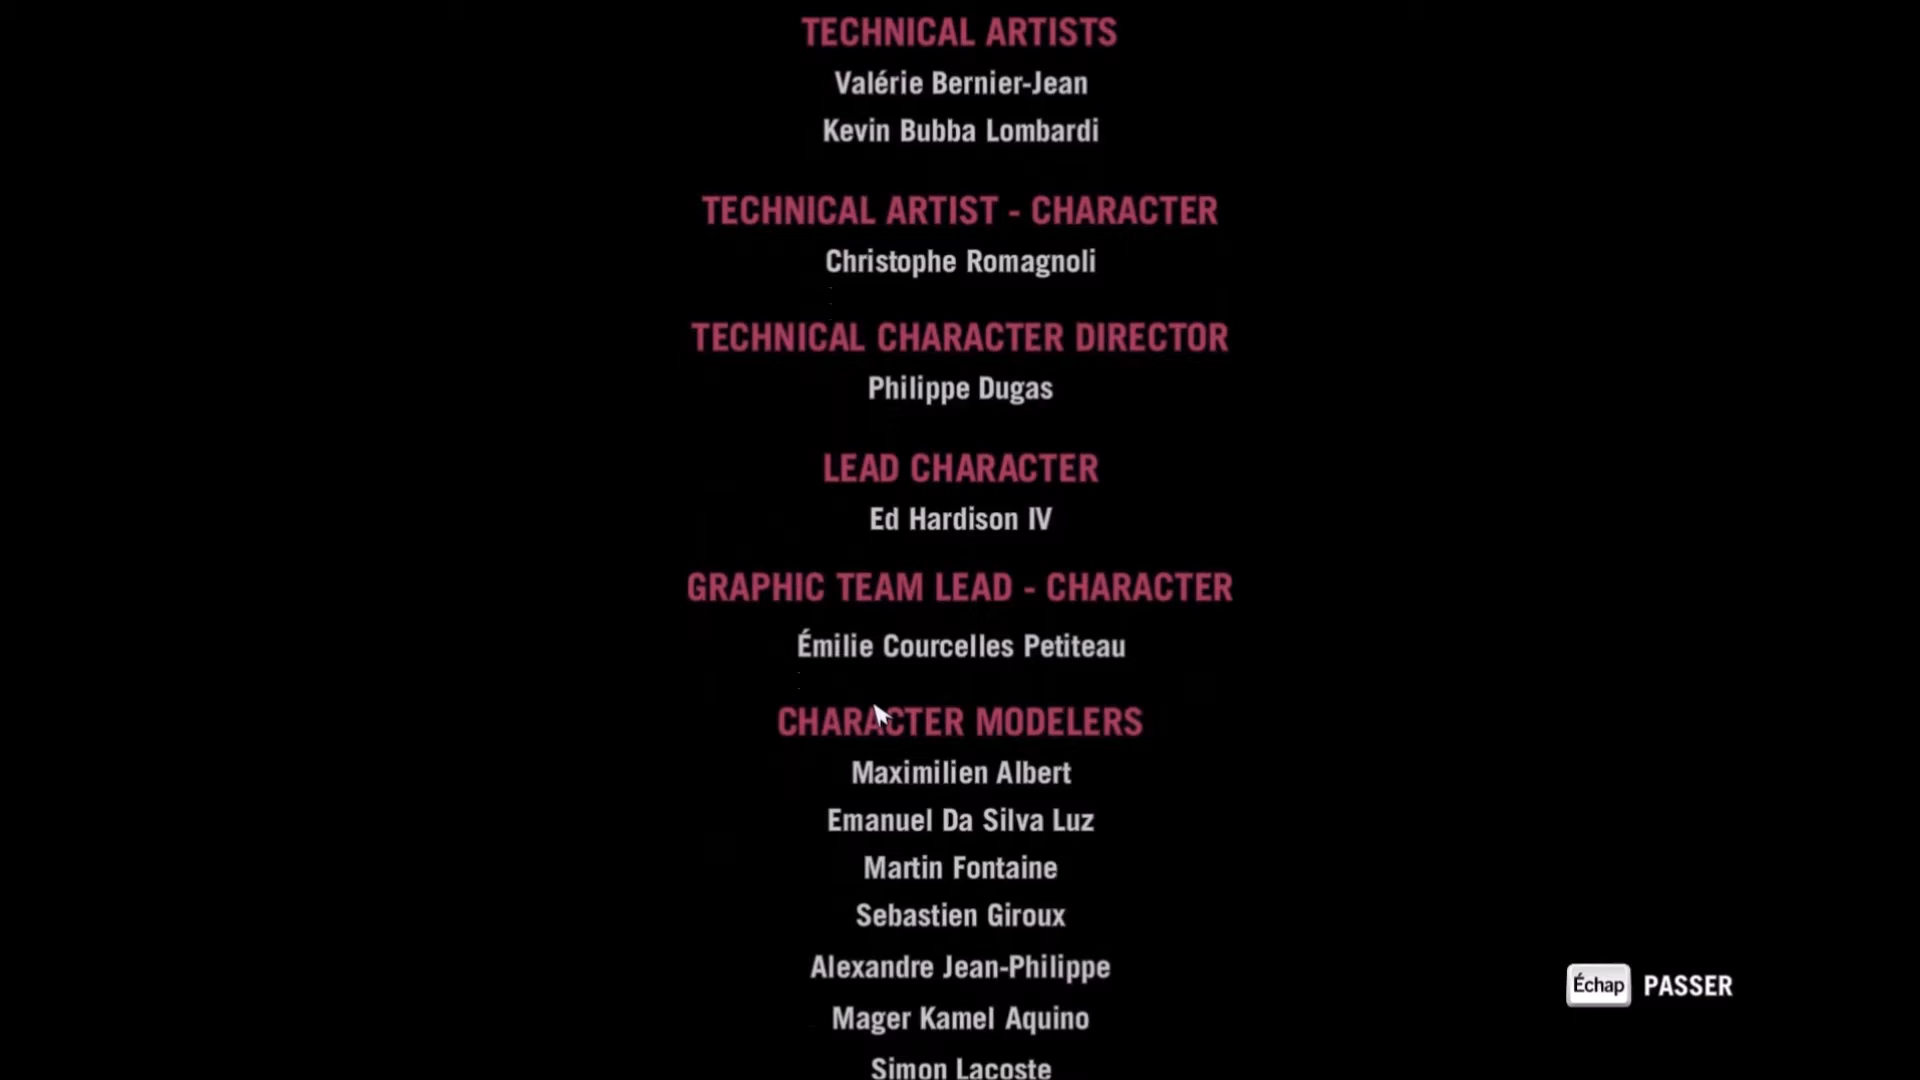 TECHNICAL ARTISTS
Valérie Bernier-Jean
Kevin Bubba Lombardi
TECHNICAL ARTIST - CHARACTER
Christophe Romagnoli
TECHNICAL CHARACTER DIRECTOR
Philippe Dugas
LEAD CHARACTER
Ed Hardison IV
GRAPHIC TEAM LEAD - CHARACTER
Émilie Courcelles Petiteau
CHARACTER MODELERS
Maximilien Albert
Emanuel Da Silva Luz
Martin Fontaine
Sebastien Giroux
Alexandre Jean-Philippe
Mager Kamel Aquino
Simon Lacoste
Échap PASSER